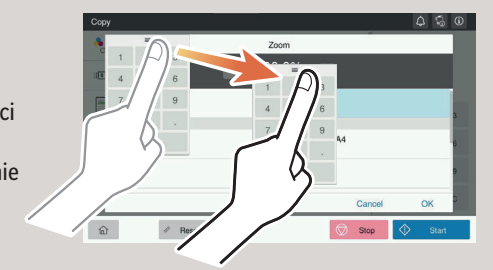 Copy
Zoom
1
4 6
7 9
.
1 3
4 6
7 9
.
A4
ci
nie
Cancel OK
Stop Start